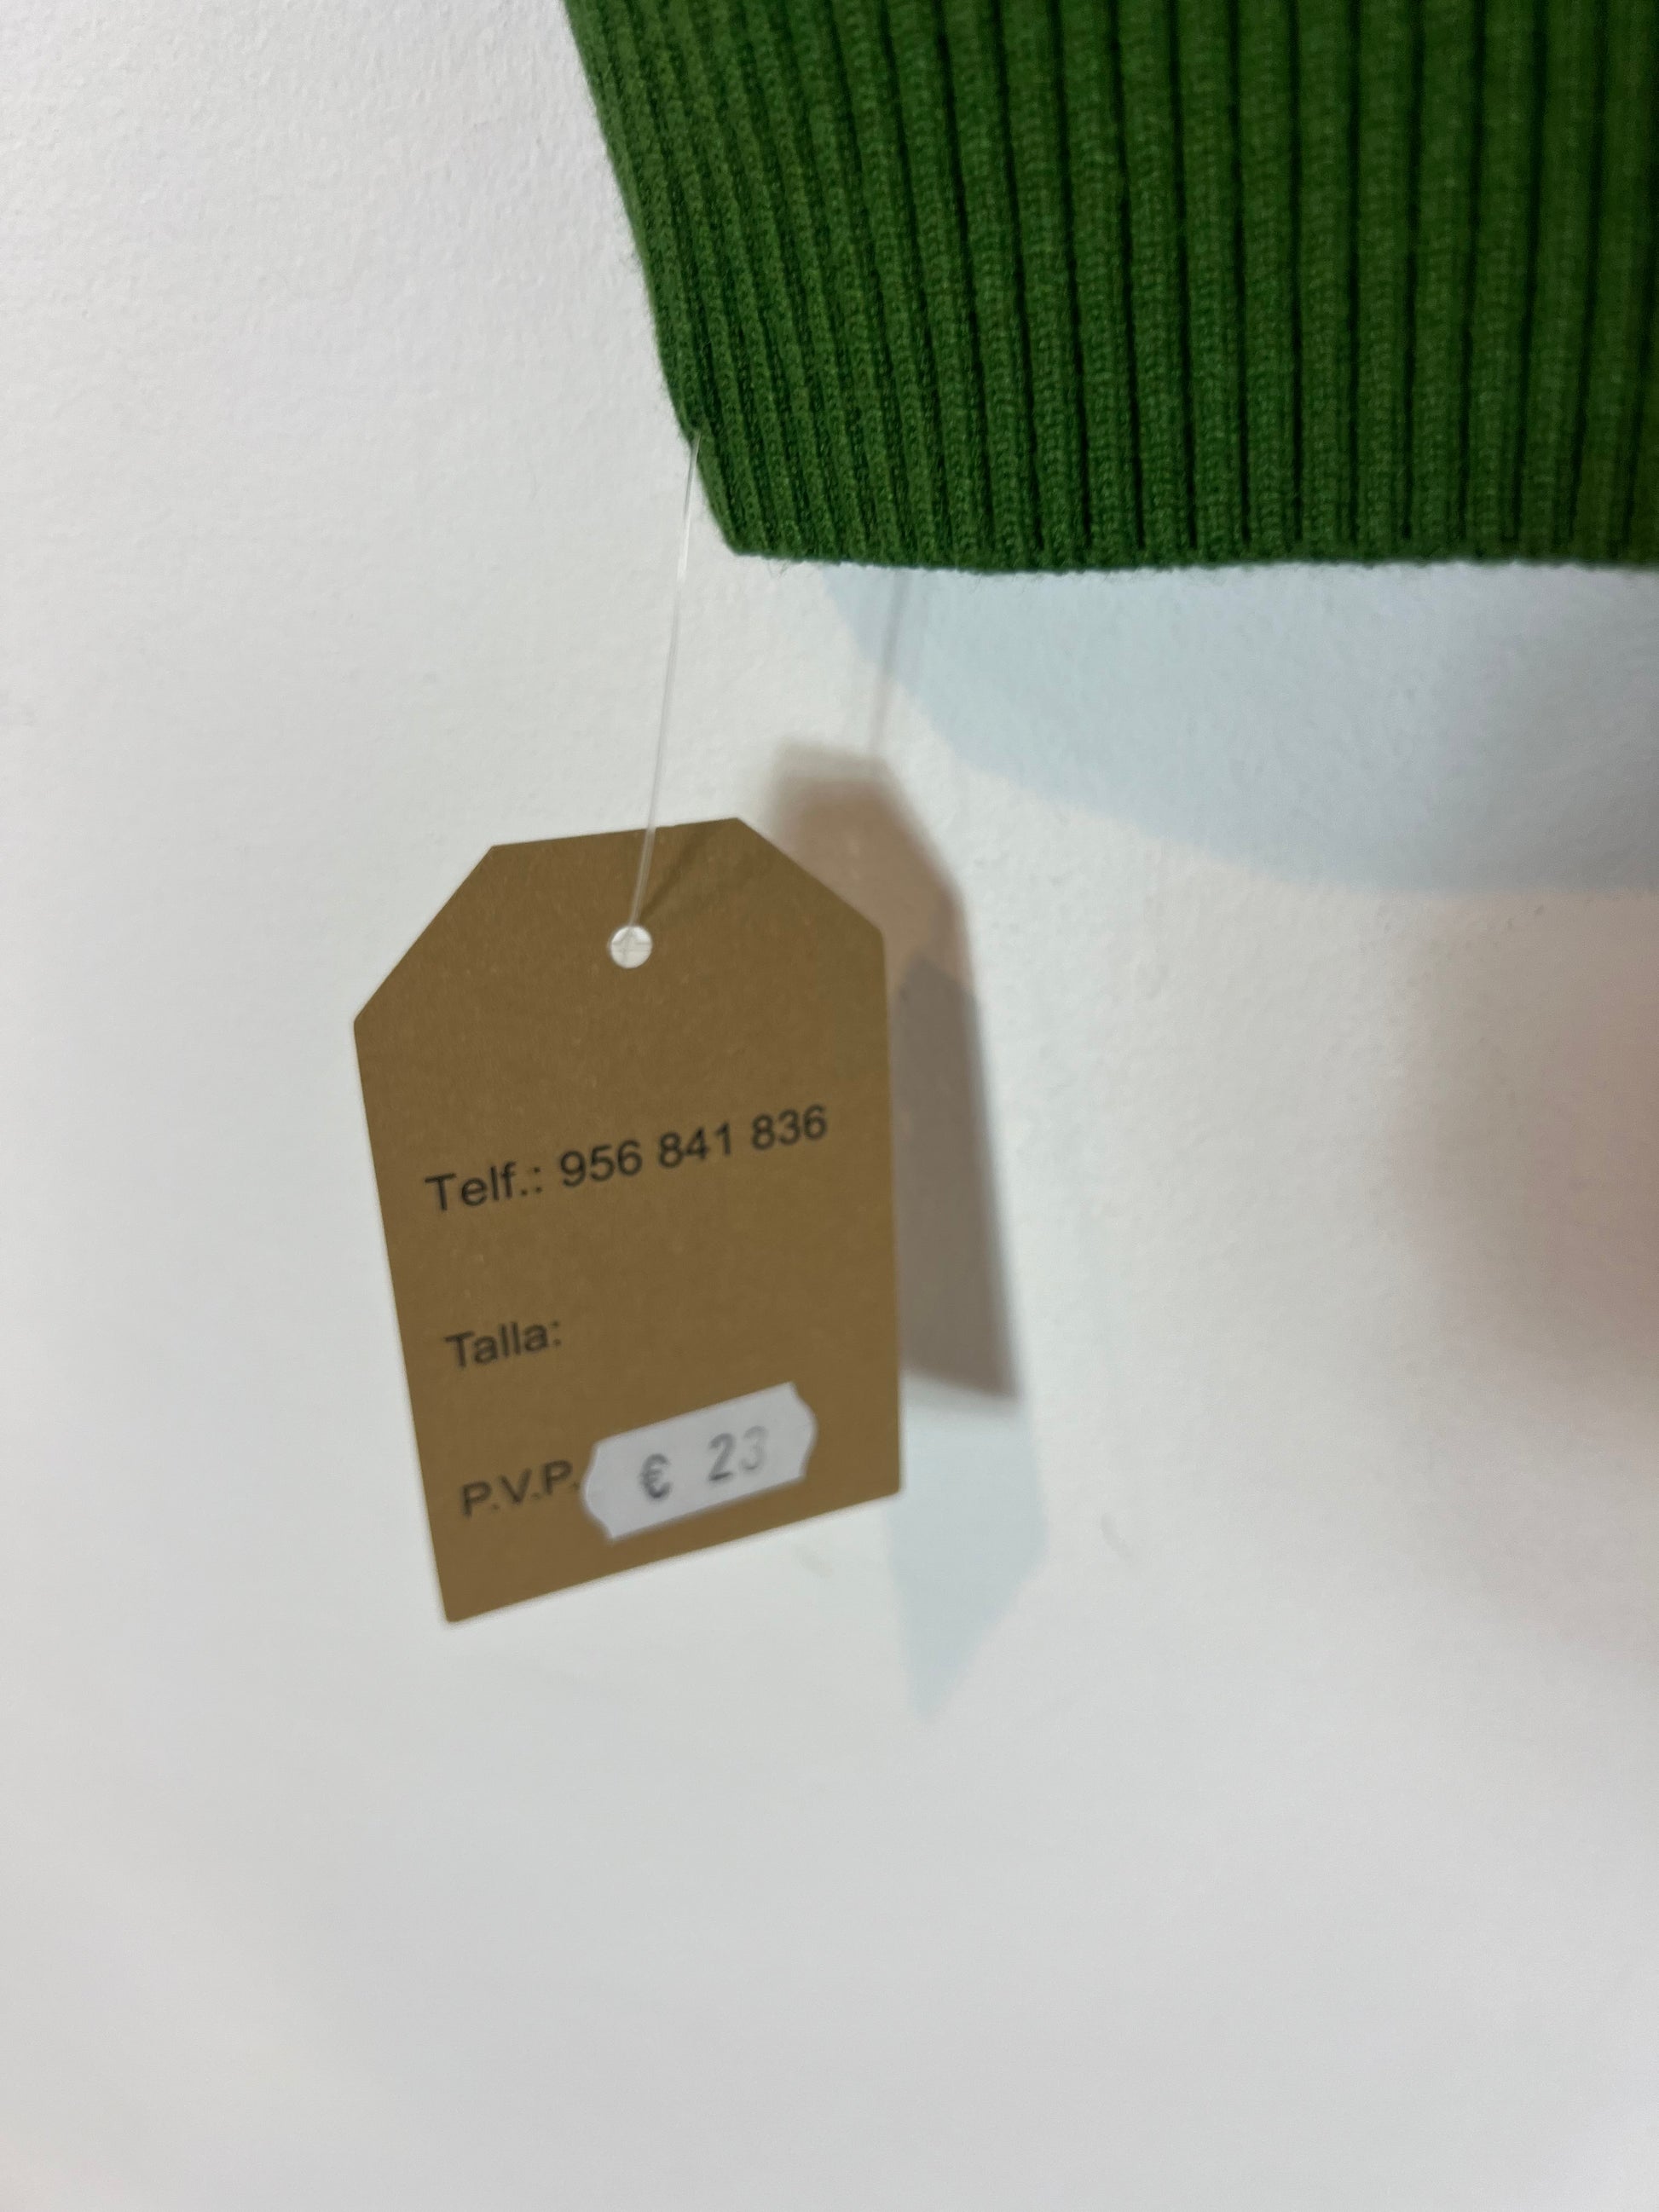 Telf.: 956 841 836
Talla:
P.V.P. € 23